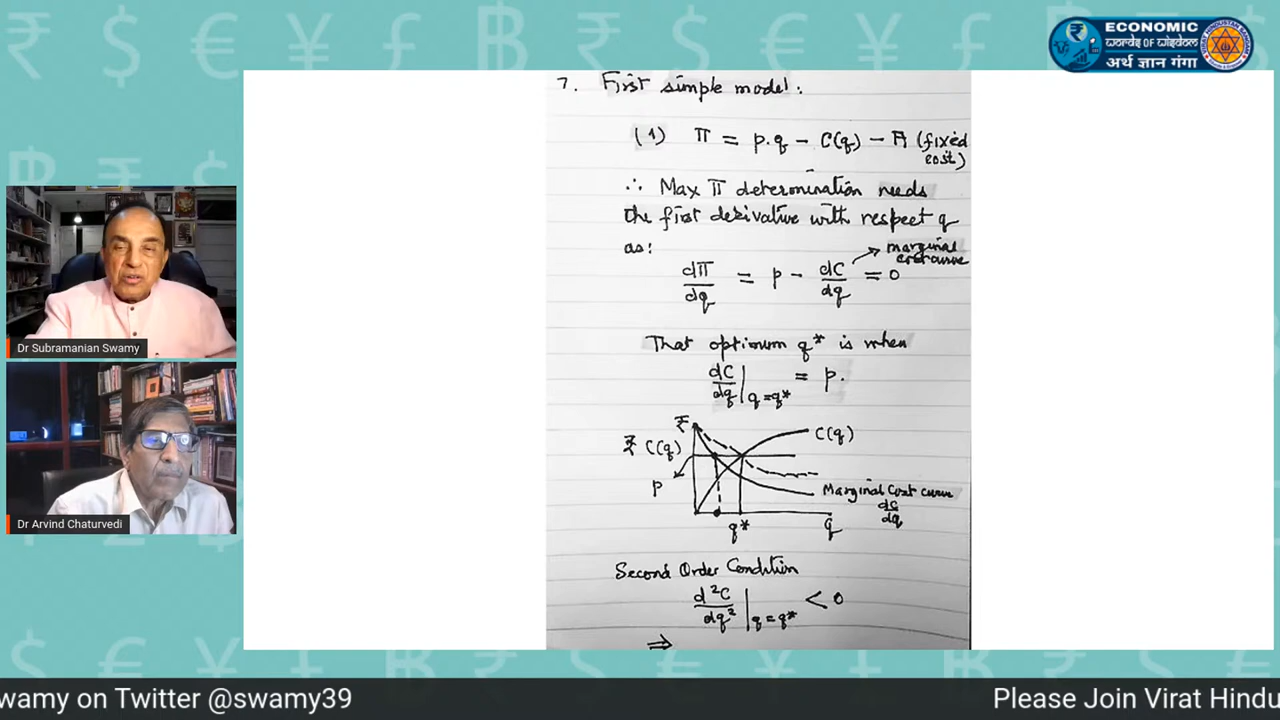 ECONOMIC
WORDS OF WISDOM
अर्थ ज्ञान गंगा
7. First simple model:
(1) π = p.q - C(q) - A (fixed
cost)
∴ Max π determination needs
the first derivative with respect q
as:
marginal
cost curve
dπ/dq = p - dC/dq = 0
That optimum q* is when
dC/dq | q=q* = p.
₹
₹ C(q)
C(q)
p
Marginal Cost curve
dC/dq
q*
q
Second Order Condition
d²C/dq² | q=q* < 0
⇒
Dr Subramanian Swamy
Dr Arvind Chaturvedi
wamy on Twitter @swamy39
Please Join Virat Hindu